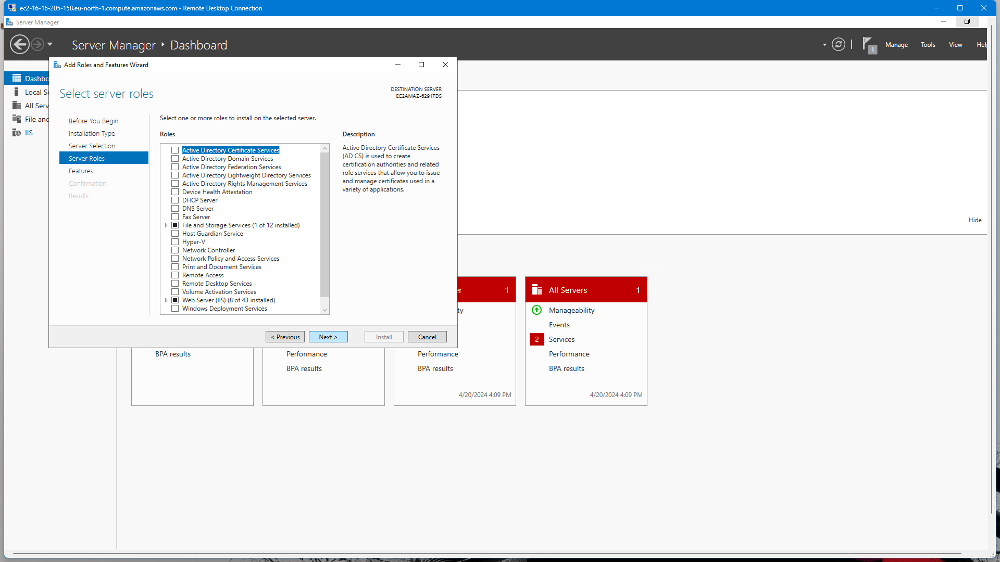 ec2-16-16-205-158.eu-north-1.compute.amazonaws.com - Remote Desktop Connection
Server Manager
Server Manager Dashboard
1
Manage
Tools
View
Hel
Dashbo
Local Se
All Serv
File and
IIS
Add Roles and Features Wizard
Select server roles
DESTINATION SERVER
EC2AMAZ-6291TDS
Before You Begin
Installation Type
Server Selection
Server Roles
Features
Confirmation
Results
Select one or more roles to install on the selected server.
Roles
Active Directory Certificate Services
Active Directory Domain Services
Active Directory Federation Services
Active Directory Lightweight Directory Services
Active Directory Rights Management Services
Device Health Attestation
DHCP Server
DNS Server
Fax Server
File and Storage Services (1 of 12 installed)
Host Guardian Service
Hyper-V
Network Controller
Network Policy and Access Services
Print and Document Services
Remote Access
Remote Desktop Services
Volume Activation Services
Web Server (IIS) (8 of 43 installed)
Windows Deployment Services
Description
Active Directory Certificate Services
(AD CS) is used to create
certification authorities and related
role services that allow you to issue
and manage certificates used in a
variety of applications.
< Previous
Next >
Install
Cancel
Hide
BPA results
Performance
BPA results
er 1
ty
Performance
BPA results
4/20/2024 4:09 PM
All Servers 1
Manageability
Events
2 Services
Performance
BPA results
4/20/2024 4:09 PM